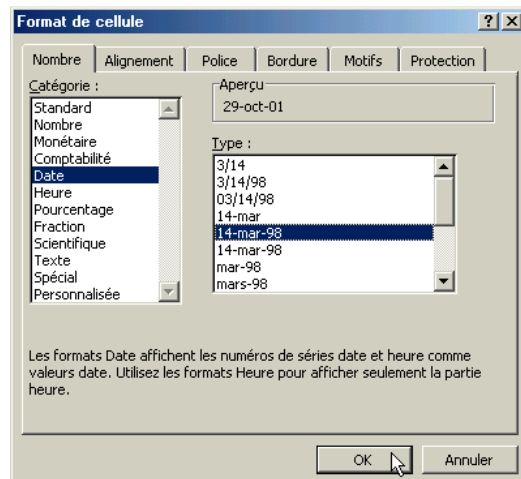 Format de cellule
Nombre Alignement Police Bordure Motifs Protection
Catégorie :
Standard
Nombre
Monétaire
Comptabilité
Date
Heure
Pourcentage
Fraction
Scientifique
Texte
Spécial
Personnalisée
Aperçu
29-oct-01
Type :
3/14
3/14/98
03/14/98
14-mar
14-mar-98
14-mar-98
mar-98
mars-98
Les formats Date affichent les numéros de séries date et heure comme
valeurs date. Utilisez les formats Heure pour afficher seulement la partie
heure.
OK Annuler